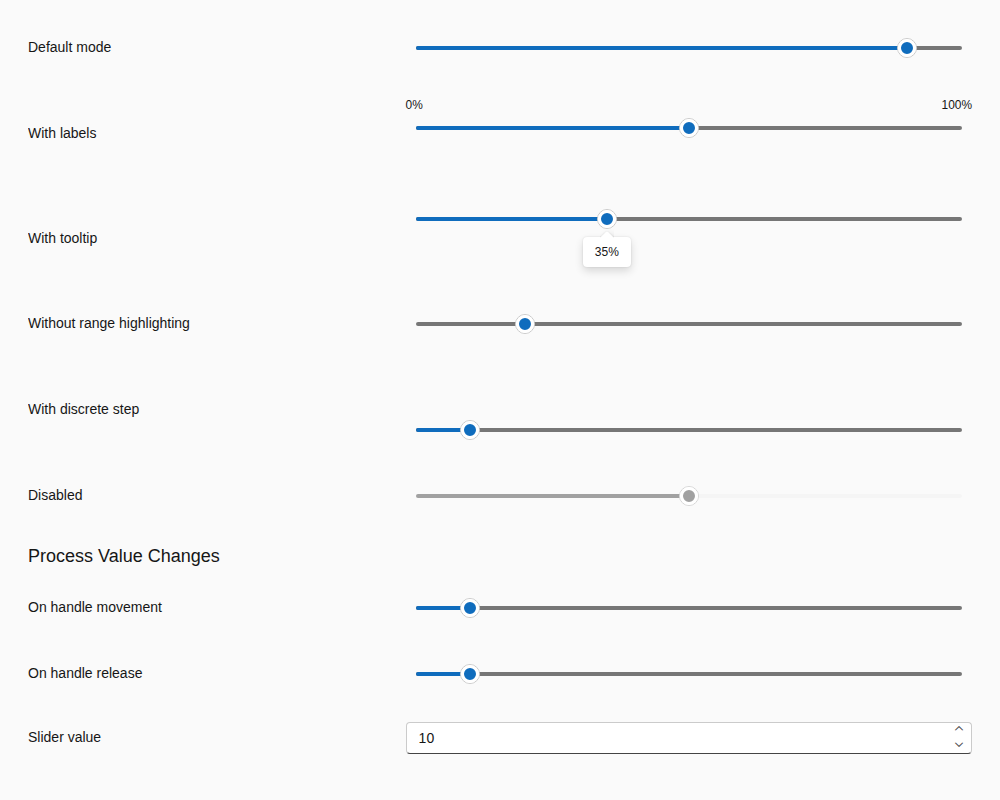 Default mode
0% 100%
With labels
With tooltip
35%
Without range highlighting
With discrete step
Disabled
Process Value Changes
On handle movement
On handle release
Slider value 10